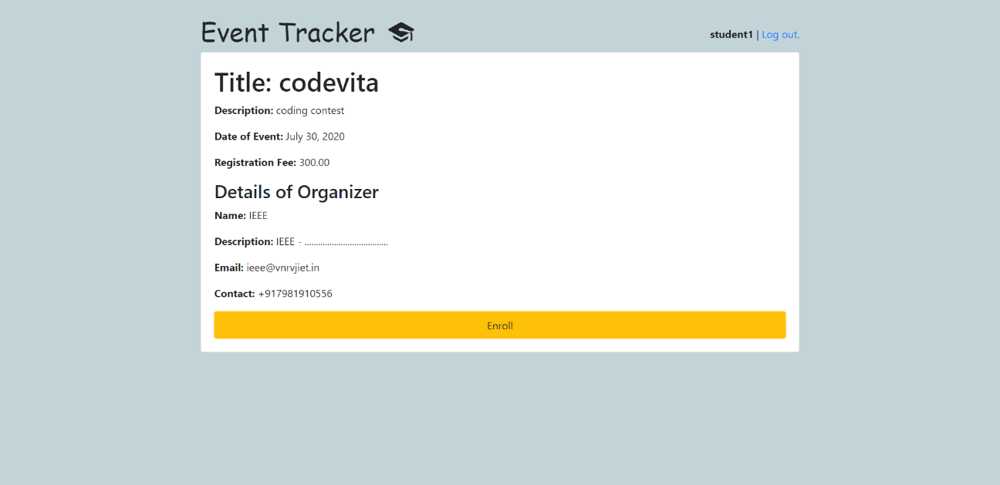 Event Tracker
student1 | Log out.
Title: codevita
Description: coding contest
Date of Event: July 30, 2020
Registration Fee: 300.00
Details of Organizer
Name: IEEE
Description: IEEE - .....................................
Email: ieee@vnrvjiet.in
Contact: +917981910556
Enroll